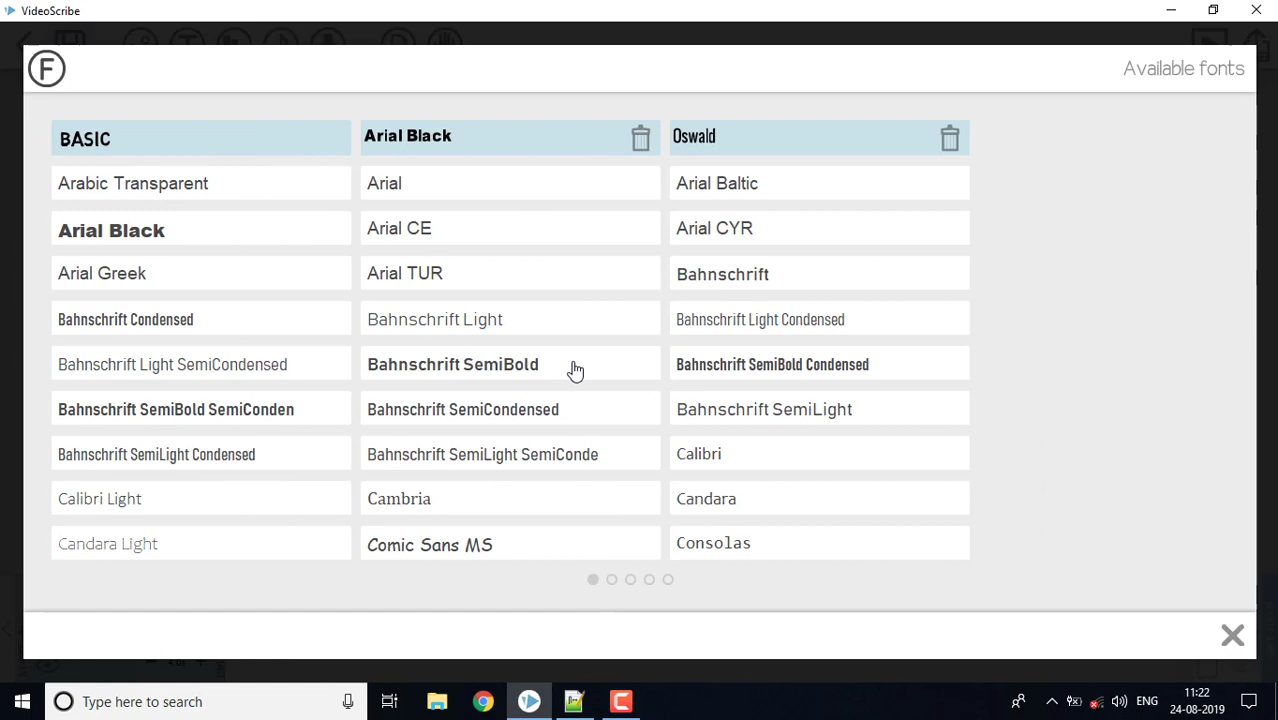 VideoScribe
F
Available fonts
BASIC
Arial Black
Oswald
Arabic Transparent
Arial
Arial Baltic
Arial Black
Arial CE
Arial CYR
Arial Greek
Arial TUR
Bahnschrift
Bahnschrift Condensed
Bahnschrift Light
Bahnschrift Light Condensed
Bahnschrift Light SemiCondensed
Bahnschrift SemiBold
Bahnschrift SemiBold Condensed
Bahnschrift SemiBold SemiConden
Bahnschrift SemiCondensed
Bahnschrift SemiLight
Bahnschrift SemiLight Condensed
Bahnschrift SemiLight SemiConde
Calibri
Calibri Light
Cambria
Candara
Candara Light
Comic Sans MS
Consolas
Type here to search
ENG
11:22
24-08-2019